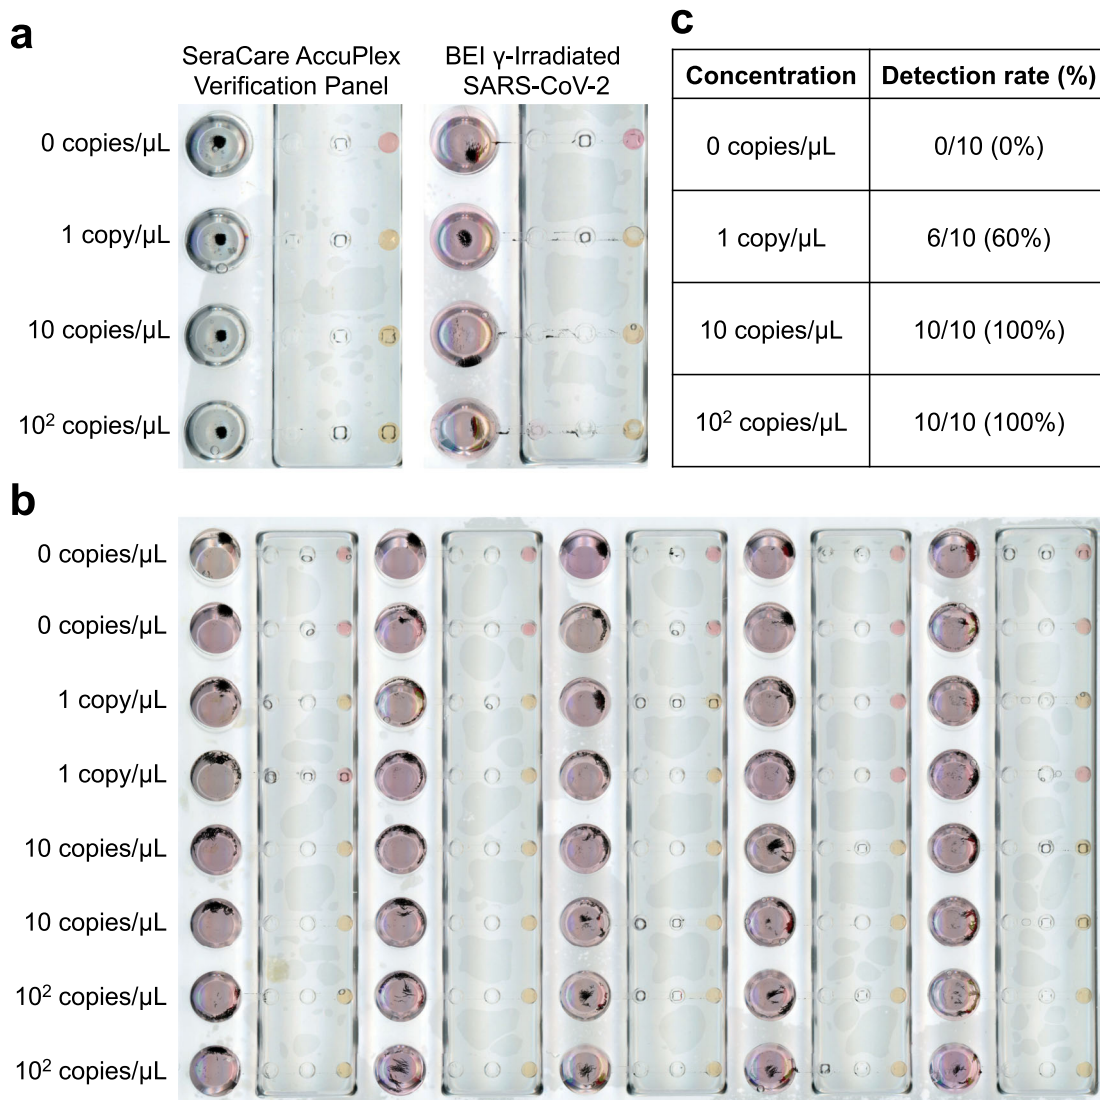 a
SeraCare AccuPlex
Verification Panel
BEI γ-Irradiated
SARS-CoV-2
0 copies/µL
1 copy/µL
10 copies/µL
10² copies/µL
c
Concentration Detection rate (%)
0 copies/µL 0/10 (0%)
1 copy/µL 6/10 (60%)
10 copies/µL 10/10 (100%)
10² copies/µL 10/10 (100%)
b
0 copies/µL
0 copies/µL
1 copy/µL
1 copy/µL
10 copies/µL
10 copies/µL
10² copies/µL
10² copies/µL